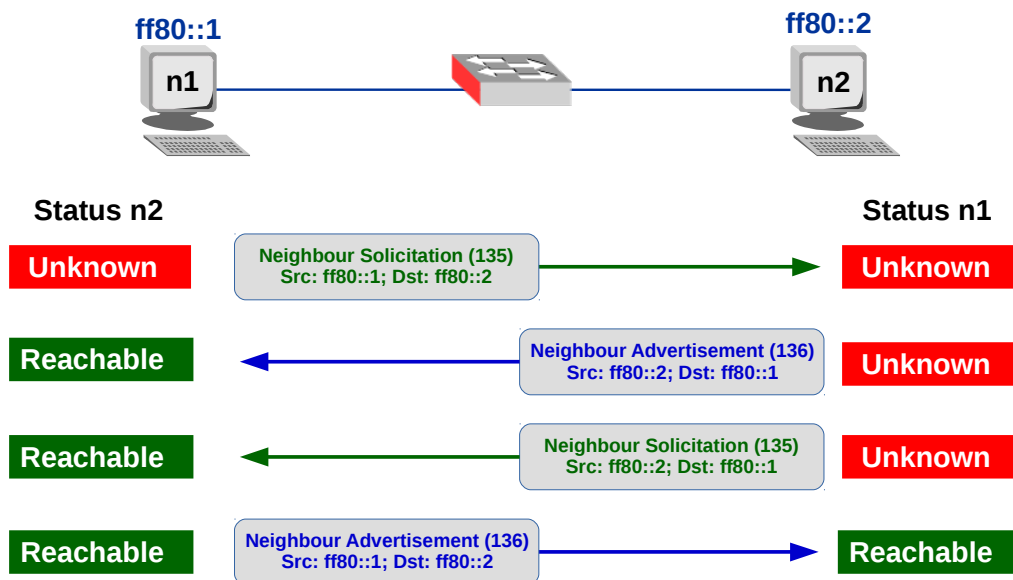 ff80::1
ff80::2
n1
n2
Status n2
Status n1
Unknown
Neighbour Solicitation (135)
Src: ff80::1; Dst: ff80::2
Unknown
Reachable
Neighbour Advertisement (136)
Src: ff80::2; Dst: ff80::1
Unknown
Reachable
Neighbour Solicitation (135)
Src: ff80::2; Dst: ff80::1
Unknown
Reachable
Neighbour Advertisement (136)
Src: ff80::1; Dst: ff80::2
Reachable